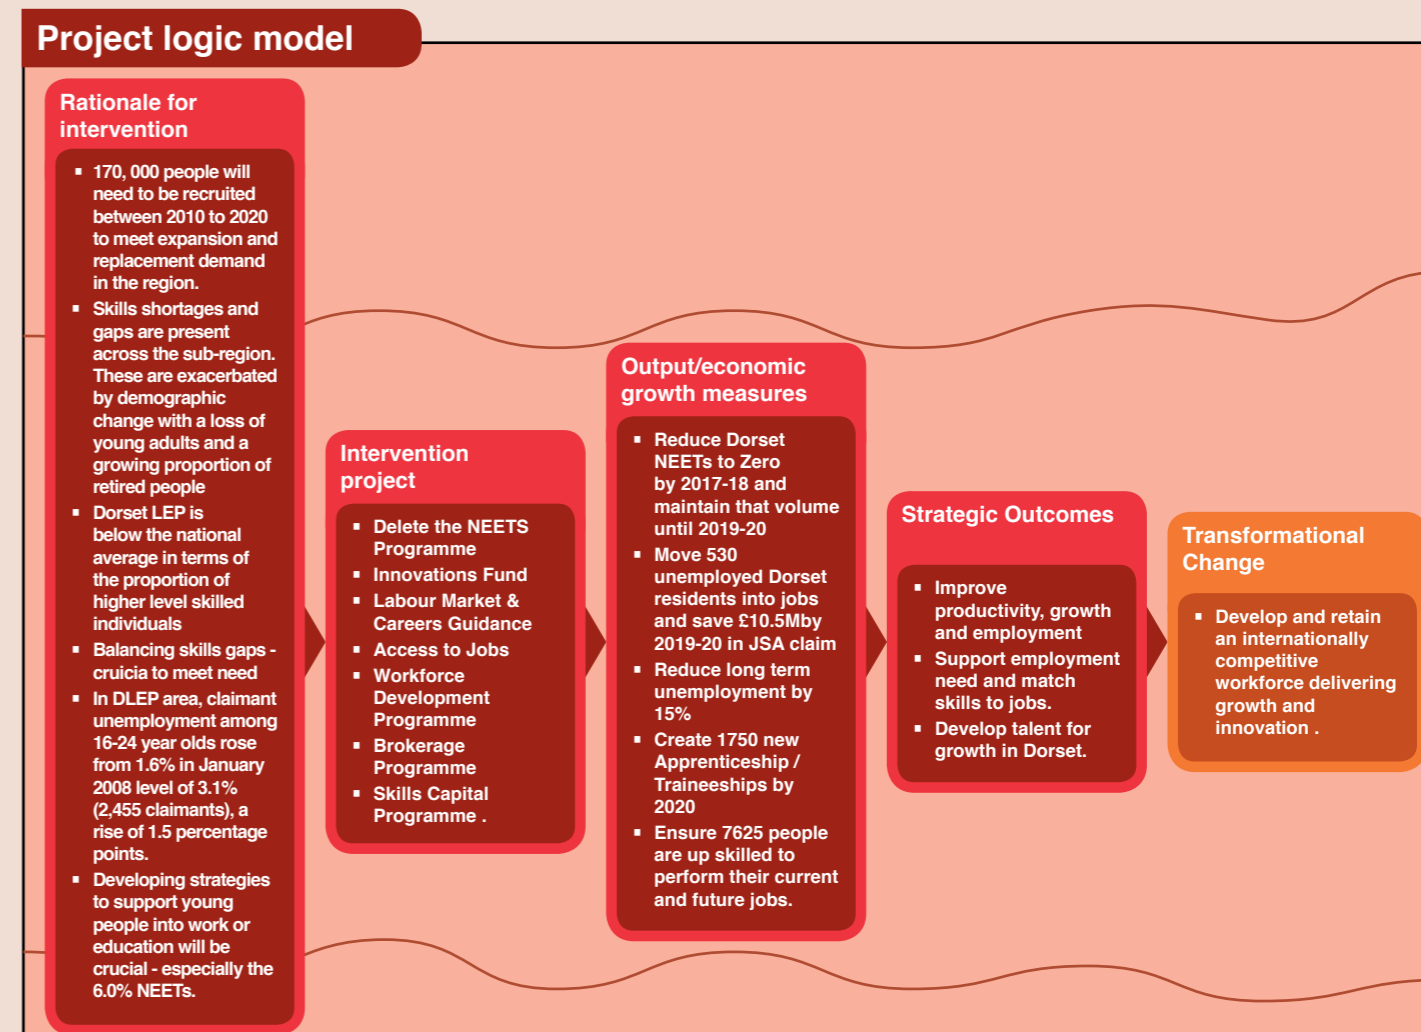 Project logic model
Rationale for
intervention
▪ 170, 000 people will
need to be recruited
between 2010 to 2020
to meet expansion and
replacement demand
in the region.
▪ Skills shortages and
gaps are present
across the sub-region.
These are exacerbated
by demographic
change with a loss of
young adults and a
growing proportion of
retired people
▪ Dorset LEP is
below the national
average in terms of
the proportion of
higher level skilled
individuals
▪ Balancing skills gaps -
cruicia to meet need
▪ In DLEP area, claimant
unemployment among
16-24 year olds rose
from 1.6% in January
2008 level of 3.1%
(2,455 claimants), a
rise of 1.5 percentage
points.
▪ Developing strategies
to support young
people into work or
education will be
crucial - especially the
6.0% NEETs.
Intervention
project
▪ Delete the NEETS
Programme
▪ Innovations Fund
▪ Labour Market &
Careers Guidance
▪ Access to Jobs
▪ Workforce
Development
Programme
▪ Brokerage
Programme
▪ Skills Capital
Programme .
Output/economic
growth measures
▪ Reduce Dorset
NEETs to Zero
by 2017-18 and
maintain that volume
until 2019-20
▪ Move 530
unemployed Dorset
residents into jobs
and save £10.5Mby
2019-20 in JSA claim
▪ Reduce long term
unemployment by
15%
▪ Create 1750 new
Apprenticeship /
Traineeships by
2020
▪ Ensure 7625 people
are up skilled to
perform their current
and future jobs.
Strategic Outcomes
▪ Improve
productivity, growth
and employment
▪ Support employment
need and match
skills to jobs.
▪ Develop talent for
growth in Dorset.
Transformational
Change
▪ Develop and retain
an internationally
competitive
workforce delivering
growth and
innovation .